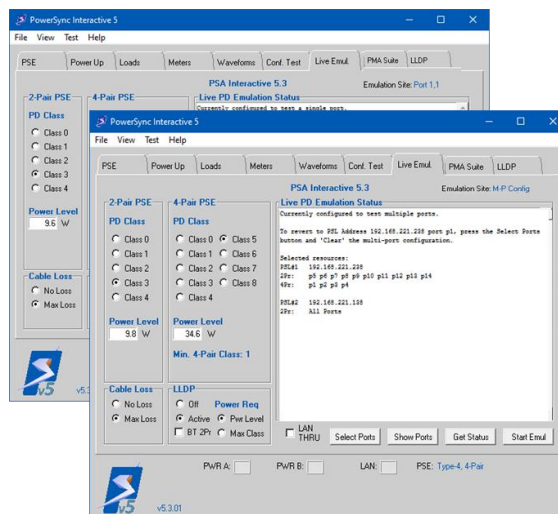 PowerSync Interactive 5
File View Test Help
PSE Power Up Loads Meters Waveforms Conf. Test Live Emul. PMA Suite LLDP
PSA Interactive 5.3 Emulation Site: Port 1,1
2-Pair PSE
PD Class
Class 0
Class 1
Class 2
Class 3
Class 4
Power Level
9.6 W
Cable Loss
No Loss
Max Loss
v5
4-Pair PSE
Live PD Emulation Status
Currently configured to test a single port.
PowerSync Interactive 5
File View Test Help
PSE Power Up Loads Meters Waveforms Conf. Test Live Emul. PMA Suite LLDP
PSA Interactive 5.3 Emulation Site: M-P Config
2-Pair PSE
PD Class
Class 0
Class 1
Class 2
Class 3
Class 4
Power Level
9.8 W
Cable Loss
No Loss
Max Loss
4-Pair PSE
PD Class
Class 0 Class 5
Class 1 Class 6
Class 2 Class 7
Class 3 Class 8
Class 4
Power Level
34.6 W
Min. 4-Pair Class: 1
LLDP
Off Power Req
Active Pwr Level
BT 2Pr Max Class
Live PD Emulation Status
Currently configured to test multiple ports.
To revert to PSL Address 192.168.221.238 port p1, press the Select Ports
button and 'Clear' the multi-port configuration.
Selected resources:
PSL#1 192.168.221.238
2Pr: p5 p6 p7 p8 p9 p10 p11 p12 p13 p14
4Pr: p1 p2 p3 p4
PSL#2 192.168.221.138
2Pr: All Ports
LAN THRU Select Ports Show Ports Get Status Start Emul
PWR A: PWR B: LAN: PSE: Type-4, 4-Pair
v5 v5.3.01